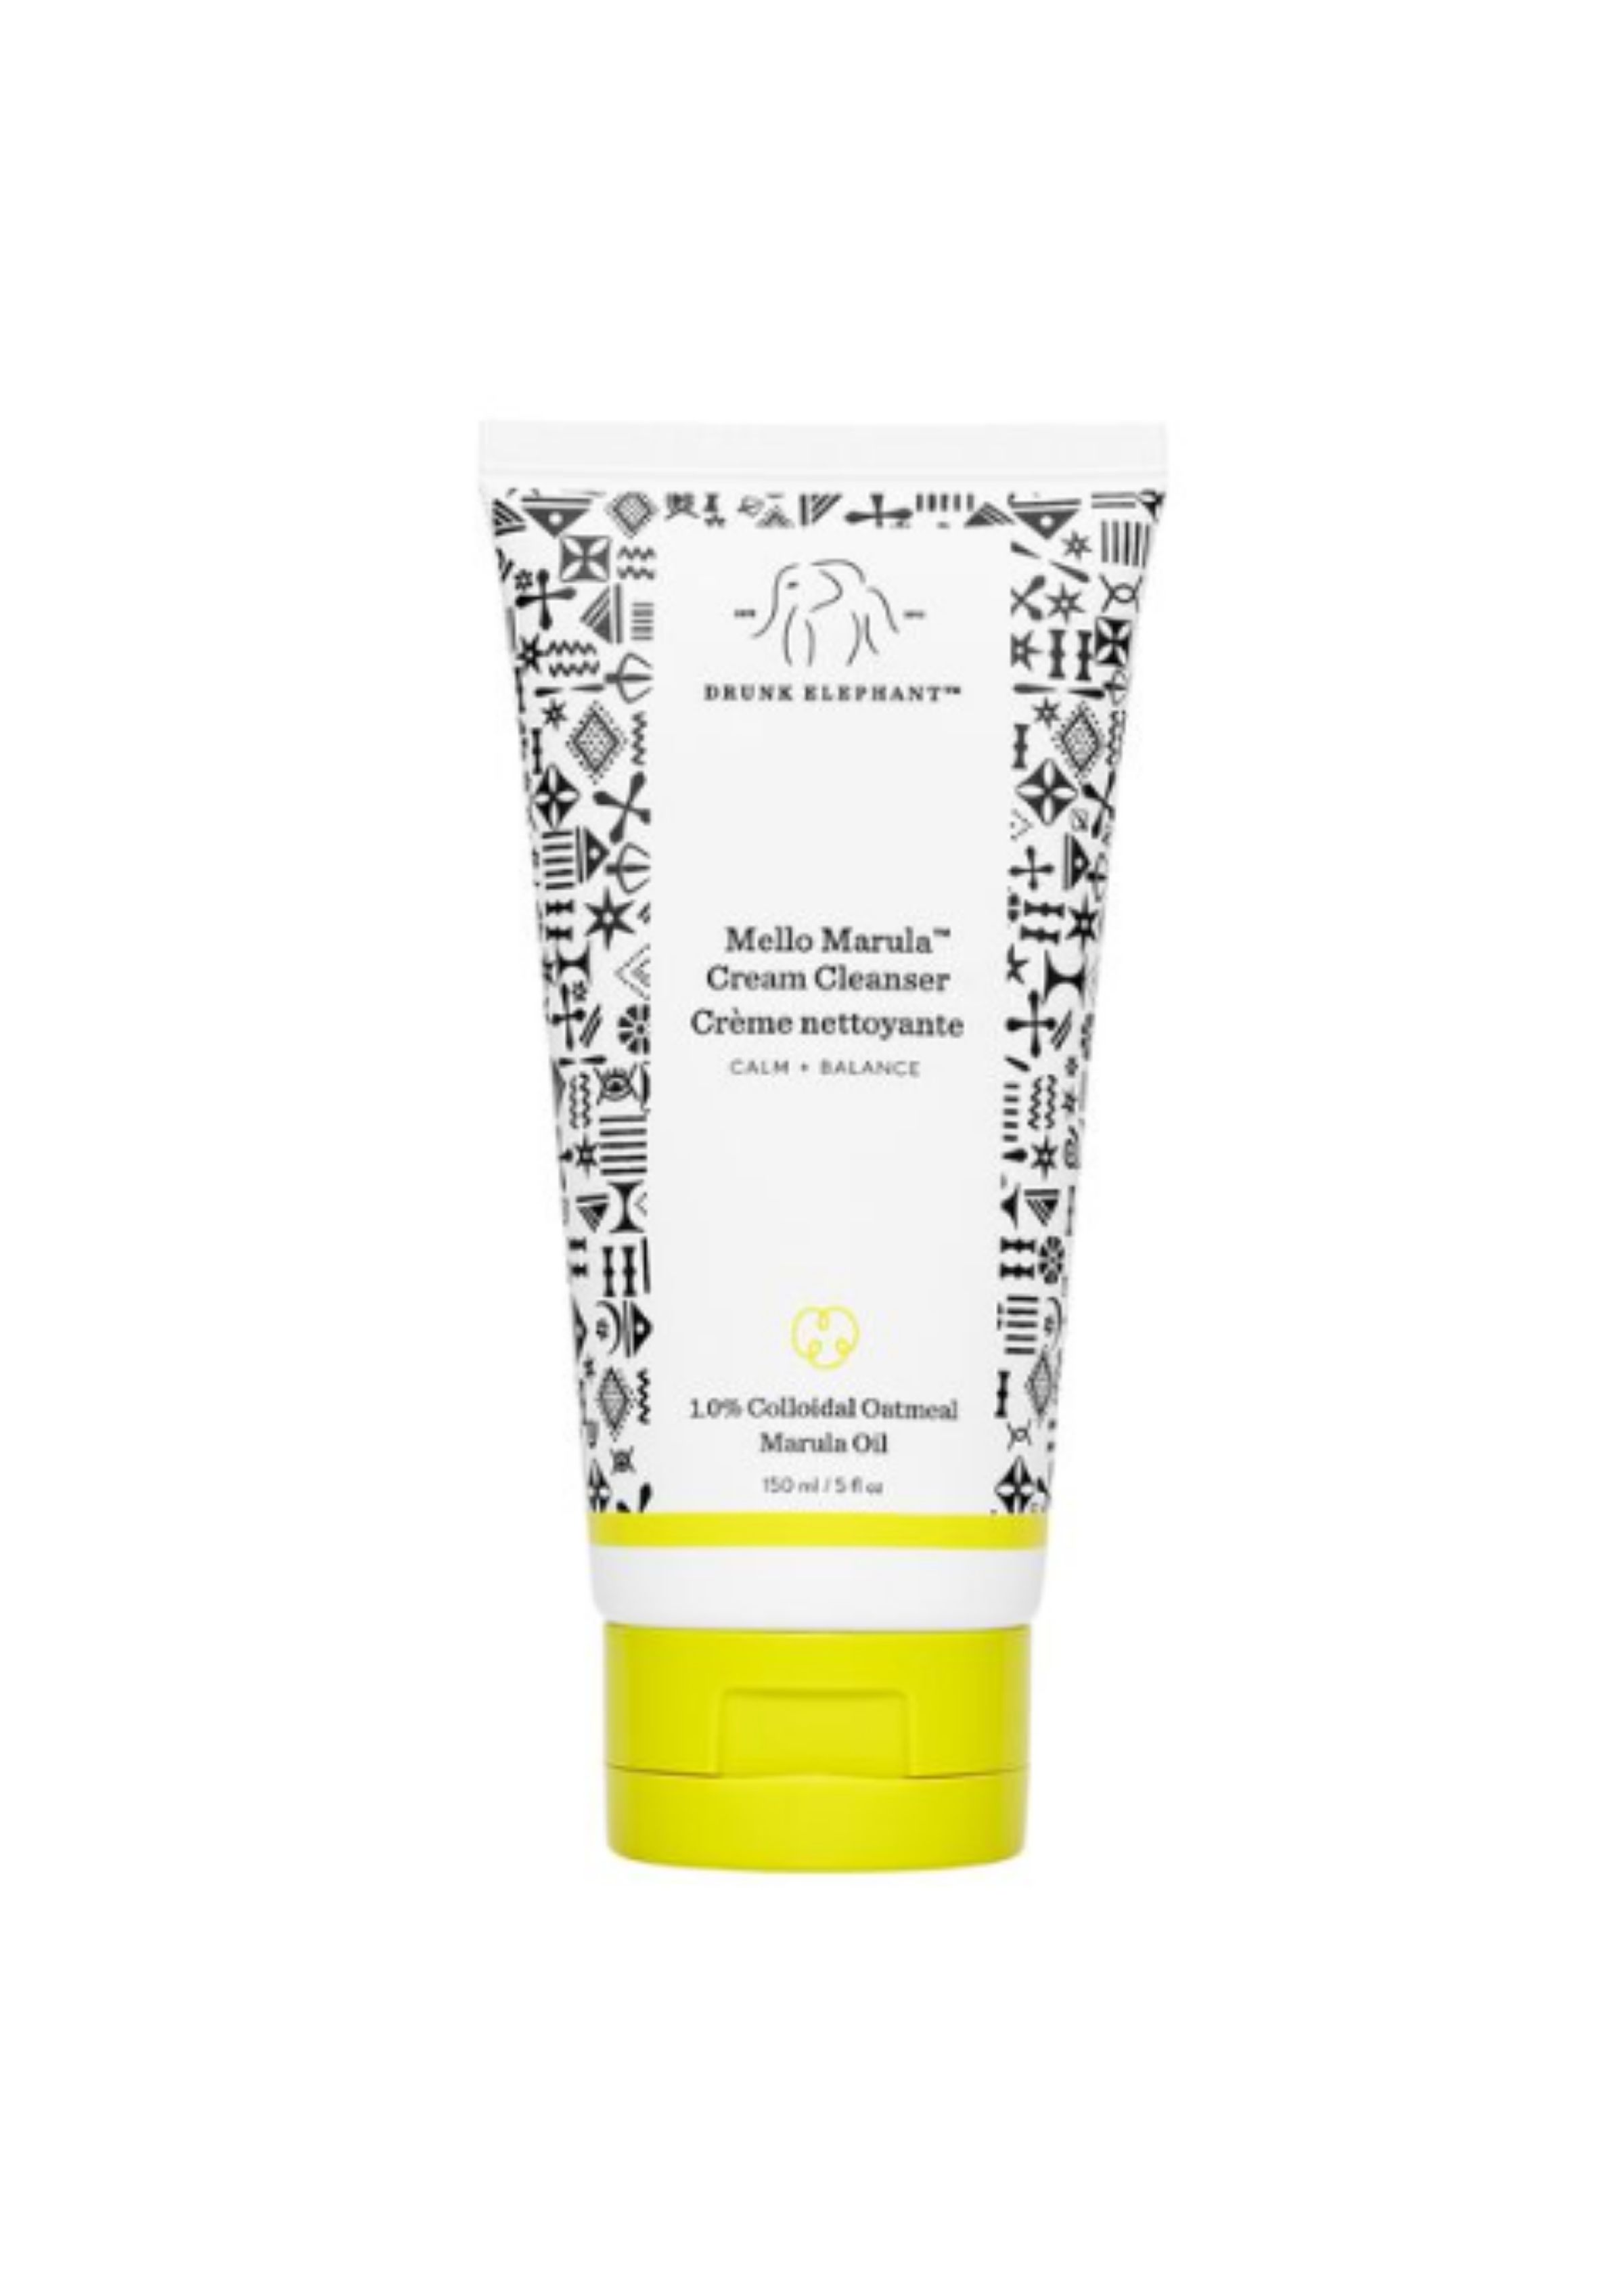 DRUNK ELEPHANT™
Mello Marula™
Cream Cleanser
Crème nettoyante
CALM + BALANCE
1.0% Colloidal Oatmeal
Marula Oil
150 ml / 5 fl oz